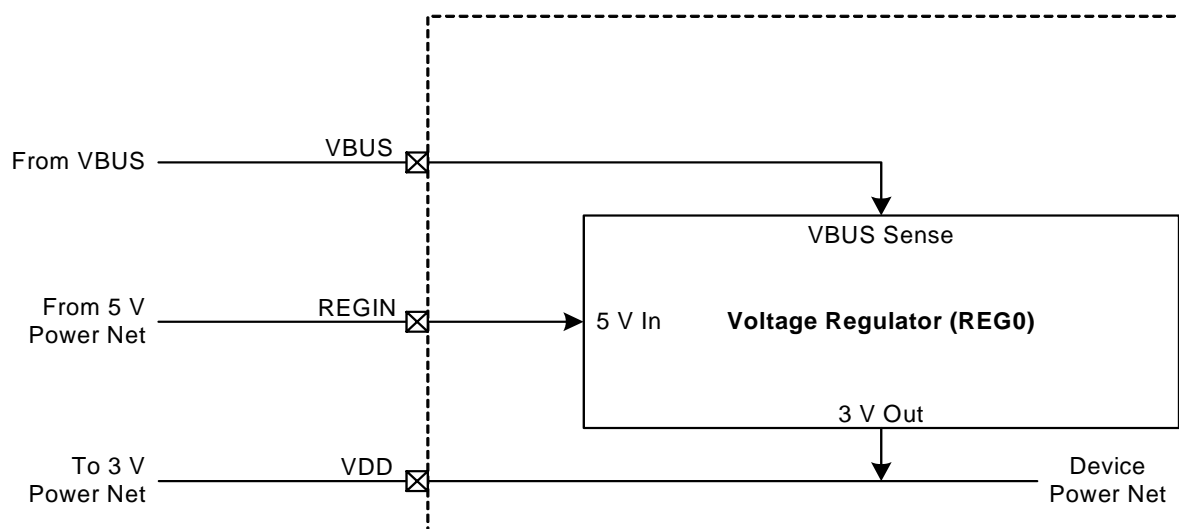 VBUS
From VBUS
VBUS Sense
From 5 V
Power Net
REGIN
5 V In
Voltage Regulator (REG0)
3 V Out
To 3 V
Power Net
VDD
Device
Power Net